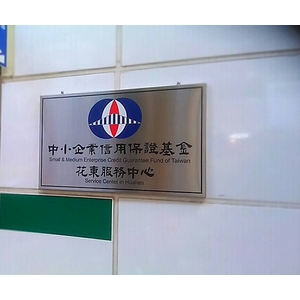 中小企業信用保證基金
Small & Medium Enterprise Credit Guarantee Fund of Taiwan
花東服務中心
Service Center in Hualien